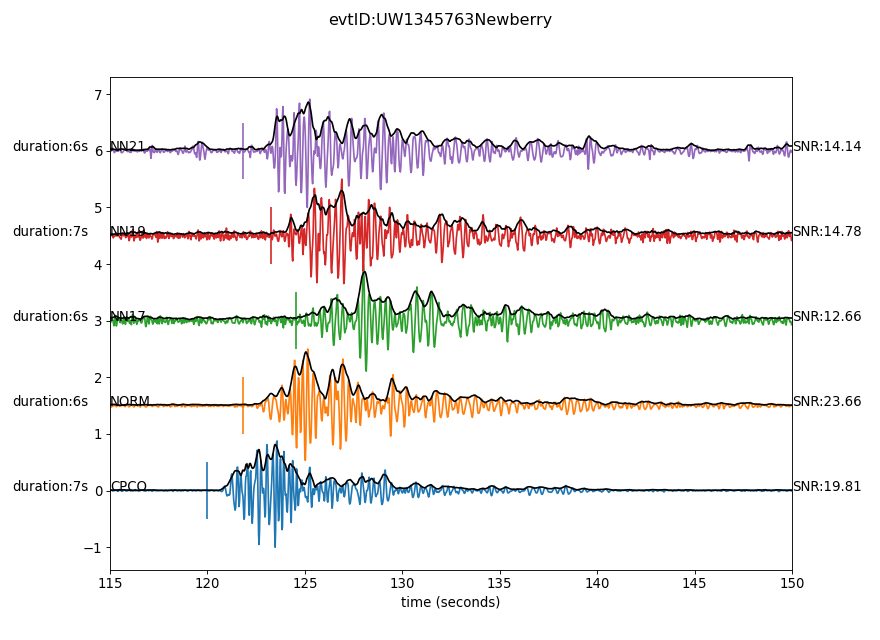 evtID:UW1345763Newberry
7
duration:6s NN21 SNR:14.14
6
5
duration:7s NN19 SNR:14.78
4
duration:6s NN17 SNR:12.66
3
2
duration:6s NORM SNR:23.66
1
duration:7s CPCO SNR:19.81
0
−1
115 120 125 130 135 140 145 150
time (seconds)